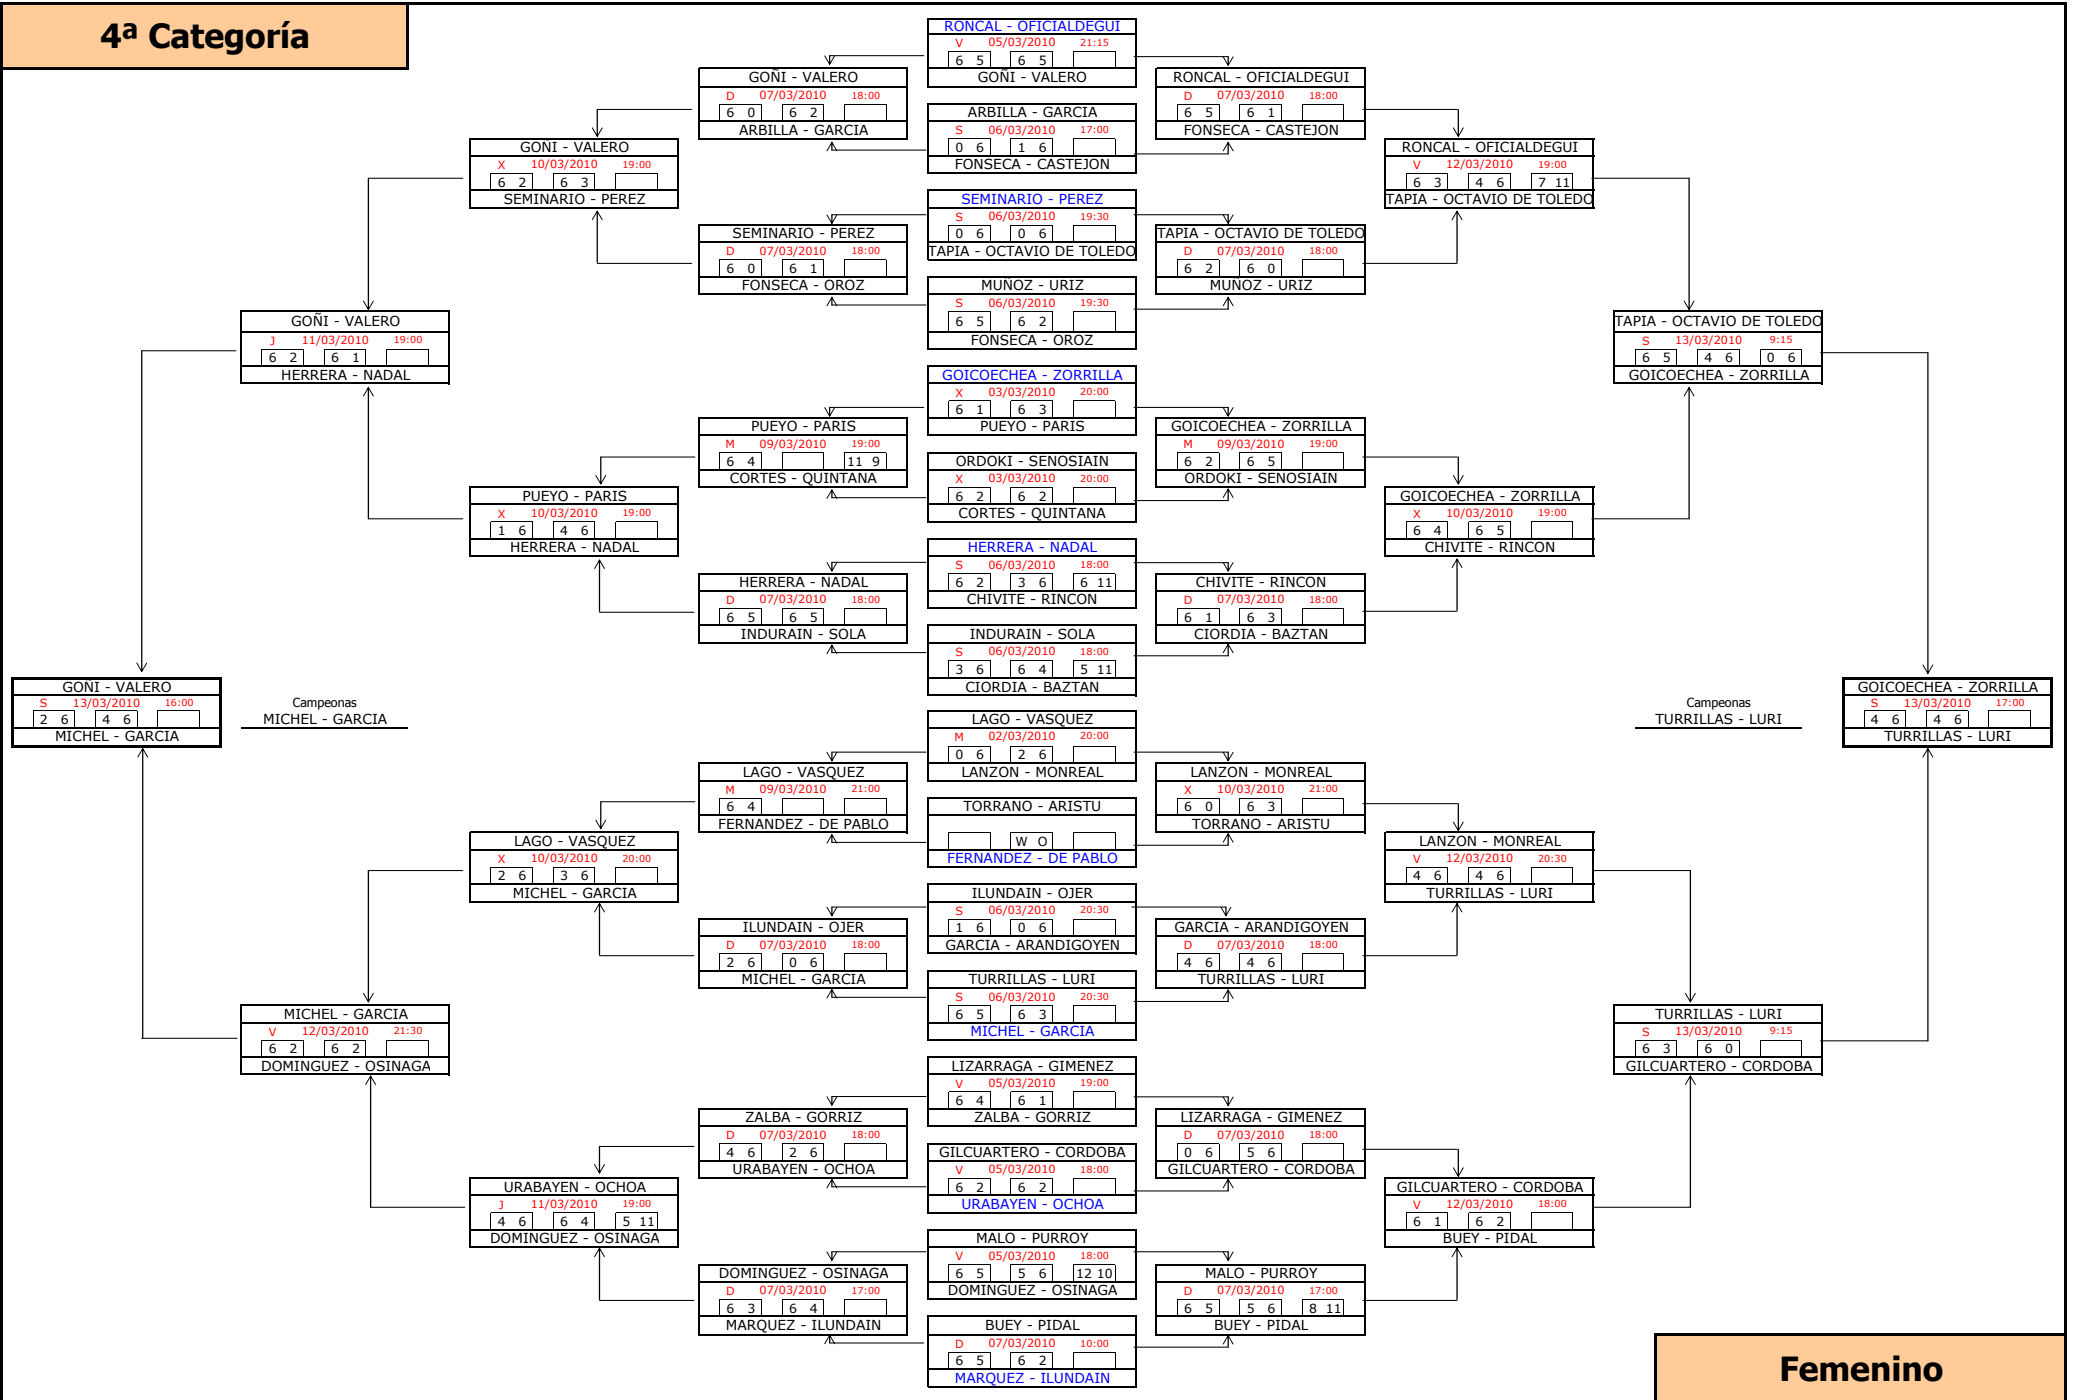 4ª Categoría
RONCAL - OFICIALDEGUI
V 05/03/2010 21:15
6 5 6 5
GOÑI - VALERO
ARBILLA - GARCIA
S 06/03/2010 17:00
0 6 1 6
FONSECA - CASTEJON
SEMINARIO - PEREZ
S 06/03/2010 19:30
0 6 0 6
TAPIA - OCTAVIO DE TOLEDO
MUÑOZ - URIZ
S 06/03/2010 19:30
6 5 6 2
FONSECA - OROZ
GOICOECHEA - ZORRILLA
X 03/03/2010 20:00
6 1 6 3
PUEYO - PARIS
ORDOKI - SENOSIAIN
X 03/03/2010 20:00
6 2 6 2
CORTES - QUINTANA
HERRERA - NADAL
S 06/03/2010 18:00
6 2 3 6 6 11
CHIVITE - RINCON
INDURAIN - SOLA
S 06/03/2010 18:00
3 6 6 4 5 11
CIORDIA - BAZTAN
LAGO - VASQUEZ
M 02/03/2010 20:00
0 6 2 6
LANZON - MONREAL
TORRANO - ARISTU
W O
FERNANDEZ - DE PABLO
ILUNDAIN - OJER
S 06/03/2010 20:30
1 6 0 6
GARCIA - ARANDIGOYEN
TURRILLAS - LURI
S 06/03/2010 20:30
6 5 6 3
MICHEL - GARCIA
LIZARRAGA - GIMENEZ
V 05/03/2010 19:00
6 4 6 1
ZALBA - GORRIZ
GILCUARTERO - CORDOBA
V 05/03/2010 18:00
6 2 6 2
URABAYEN - OCHOA
MALO - PURROY
V 05/03/2010 18:00
6 5 5 6 12 10
DOMINGUEZ - OSINAGA
BUEY - PIDAL
D 07/03/2010 10:00
6 5 6 2
MARQUEZ - ILUNDAIN
GOÑI - VALERO
D 07/03/2010 18:00
6 0 6 2
ARBILLA - GARCIA
SEMINARIO - PEREZ
D 07/03/2010 18:00
6 0 6 1
FONSECA - OROZ
PUEYO - PARIS
M 09/03/2010 19:00
6 4 11 9
CORTES - QUINTANA
HERRERA - NADAL
D 07/03/2010 18:00
6 5 6 5
INDURAIN - SOLA
LAGO - VASQUEZ
M 09/03/2010 21:00
6 4
FERNANDEZ - DE PABLO
ILUNDAIN - OJER
D 07/03/2010 18:00
2 6 0 6
MICHEL - GARCIA
ZALBA - GORRIZ
D 07/03/2010 18:00
4 6 2 6
URABAYEN - OCHOA
DOMINGUEZ - OSINAGA
D 07/03/2010 17:00
6 3 6 4
MARQUEZ - ILUNDAIN
GOÑI - VALERO
X 10/03/2010 19:00
6 2 6 3
SEMINARIO - PEREZ
PUEYO - PARIS
X 10/03/2010 19:00
1 6 4 6
HERRERA - NADAL
LAGO - VASQUEZ
X 10/03/2010 20:00
2 6 3 6
MICHEL - GARCIA
URABAYEN - OCHOA
J 11/03/2010 19:00
4 6 6 4 5 11
DOMINGUEZ - OSINAGA
GOÑI - VALERO
J 11/03/2010 19:00
6 2 6 1
HERRERA - NADAL
MICHEL - GARCIA
V 12/03/2010 21:30
6 2 6 2
DOMINGUEZ - OSINAGA
GOÑI - VALERO
S 13/03/2010 16:00
2 6 4 6
MICHEL - GARCIA
Campeonas
MICHEL - GARCIA
RONCAL - OFICIALDEGUI
D 07/03/2010 18:00
6 5 6 1
FONSECA - CASTEJON
TAPIA - OCTAVIO DE TOLEDO
D 07/03/2010 18:00
6 2 6 0
MUÑOZ - URIZ
GOICOECHEA - ZORRILLA
M 09/03/2010 19:00
6 2 6 5
ORDOKI - SENOSIAIN
CHIVITE - RINCON
D 07/03/2010 18:00
6 1 6 3
CIORDIA - BAZTAN
LANZON - MONREAL
X 10/03/2010 21:00
6 0 6 3
TORRANO - ARISTU
GARCIA - ARANDIGOYEN
D 07/03/2010 18:00
4 6 4 6
TURRILLAS - LURI
LIZARRAGA - GIMENEZ
D 07/03/2010 18:00
0 6 5 6
GILCUARTERO - CORDOBA
MALO - PURROY
D 07/03/2010 17:00
6 5 5 6 8 11
BUEY - PIDAL
RONCAL - OFICIALDEGUI
V 12/03/2010 19:00
6 3 4 6 7 11
TAPIA - OCTAVIO DE TOLEDO
GOICOECHEA - ZORRILLA
X 10/03/2010 19:00
6 4 6 5
CHIVITE - RINCON
LANZON - MONREAL
V 12/03/2010 20:30
4 6 4 6
TURRILLAS - LURI
GILCUARTERO - CORDOBA
V 12/03/2010 18:00
6 1 6 2
BUEY - PIDAL
TAPIA - OCTAVIO DE TOLEDO
S 13/03/2010 9:15
6 5 4 6 0 6
GOICOECHEA - ZORRILLA
TURRILLAS - LURI
S 13/03/2010 9:15
6 3 6 0
GILCUARTERO - CORDOBA
Campeonas
TURRILLAS - LURI
GOICOECHEA - ZORRILLA
S 13/03/2010 17:00
4 6 4 6
TURRILLAS - LURI
Femenino